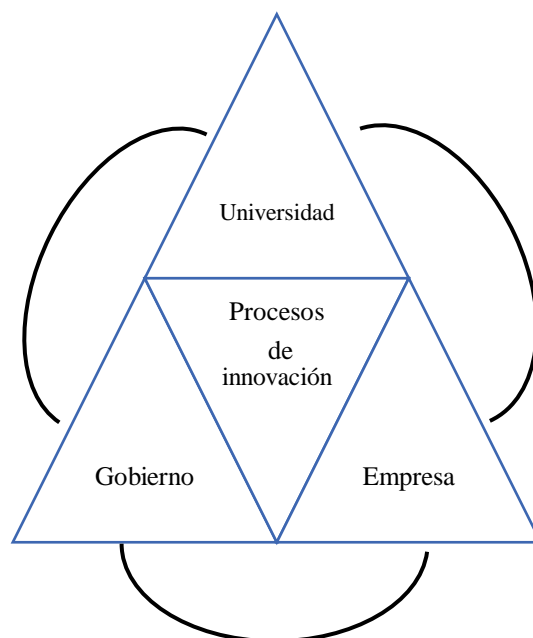 Universidad
Procesos
de
innovación
Gobierno
Empresa